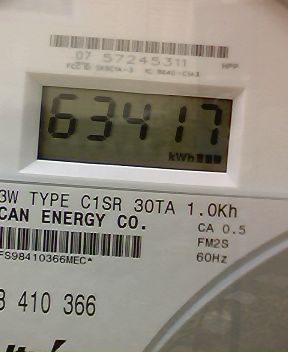 07 57245311
HPP
63417
kWh
3W TYPE C1SR 30TA 1.0Kh
CAN ENERGY CO.
CA 0.5
FM2S
60Hz
FS98410366MEC*
410 366